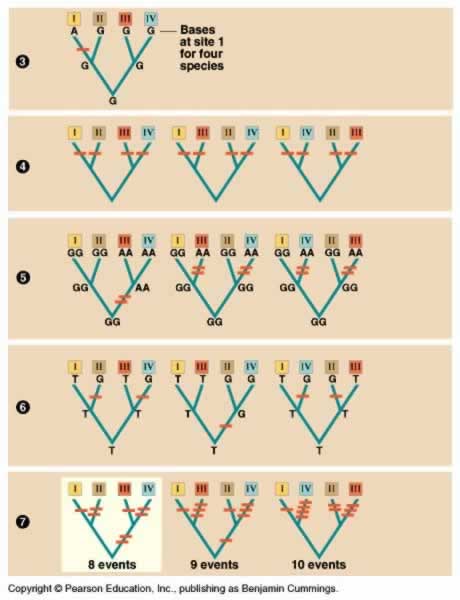 I II III IV
A G G G Bases
at site 1
for four
species
3 G G
G
I II III IV I III II IV I IV II III
4
I II III IV I III II IV I IV II III
GG GG AA AA GG AA GG AA GG AA GG AA
5 GG AA GG GG GG GG
GG GG GG
I II III IV I III II IV I IV II III
T G T G T T G G T G G T
6 T T T G T T
T T T
I II III IV I III II IV I IV II III
7
8 events 9 events 10 events
Copyright © Pearson Education, Inc., publishing as Benjamin Cummings.